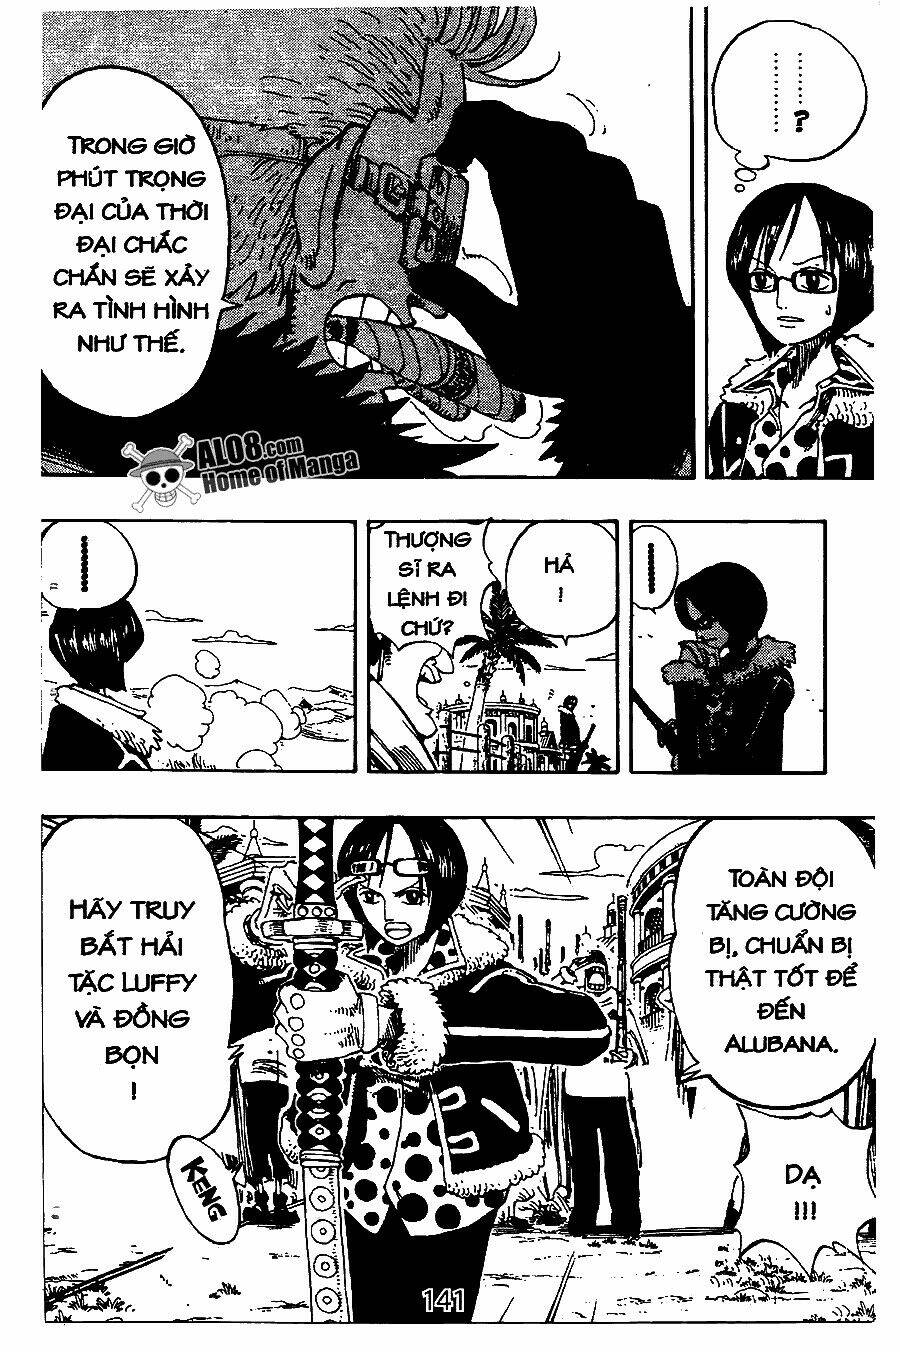 .......
.......?
TRONG GIỜ
PHÚT TRỌNG
ĐẠI CỦA THỜI
ĐẠI CHẮC
CHẮN SẼ XẢY
RA TÌNH HÌNH
NHƯ THẾ.
ALO8.com
Home of Manga
.........
THƯỢNG
SĨ RA
LỆNH ĐI
CHỨ?
HẢ
!
.........
HÃY TRUY
BẮT HẢI
TẶC LUFFY
VÀ ĐỒNG
BỌN
!
KENG
TOÀN ĐỘI
TĂNG CƯỜNG
BỊ, CHUẨN BỊ
THẬT TỐT ĐỂ
ĐẾN
ALUBANA.
DẠ
!!!
141